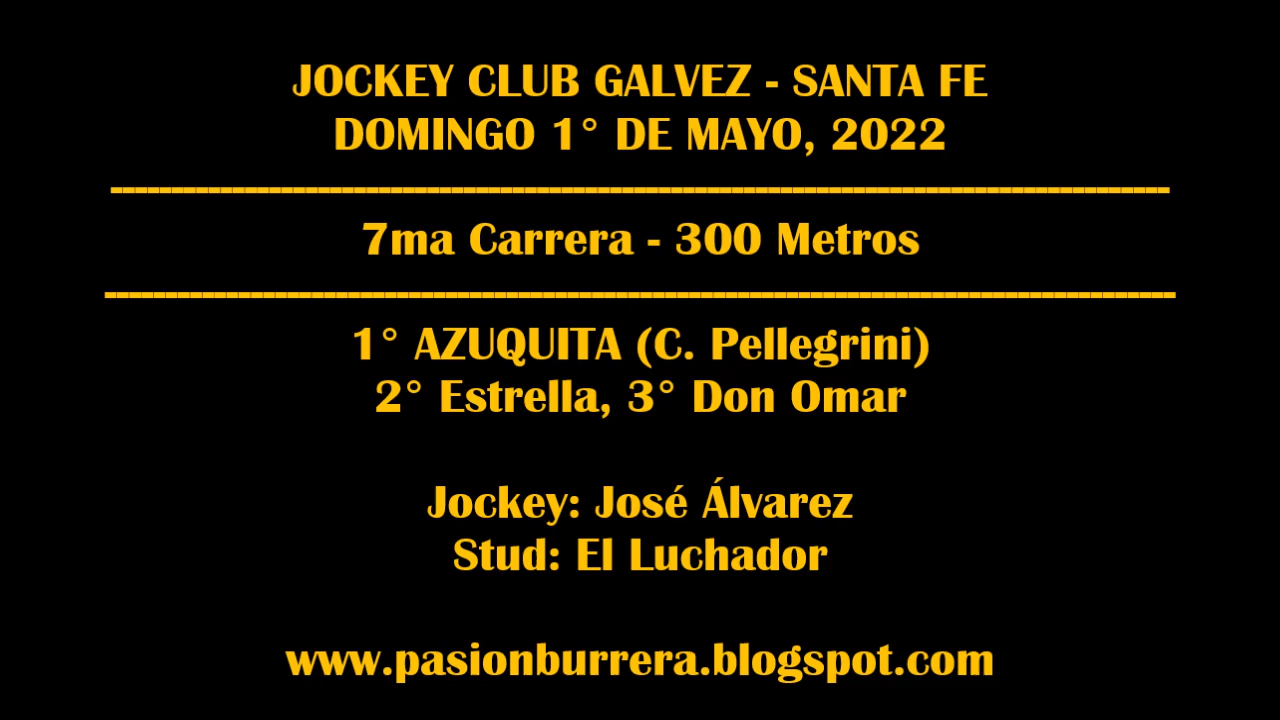 JOCKEY CLUB GALVEZ - SANTA FE
DOMINGO 1° DE MAYO, 2022
7ma Carrera - 300 Metros
1° AZUQUITA (C. Pellegrini)
2° Estrella, 3° Don Omar
Jockey: José Álvarez
Stud: El Luchador
www.pasionburrera.blogspot.com